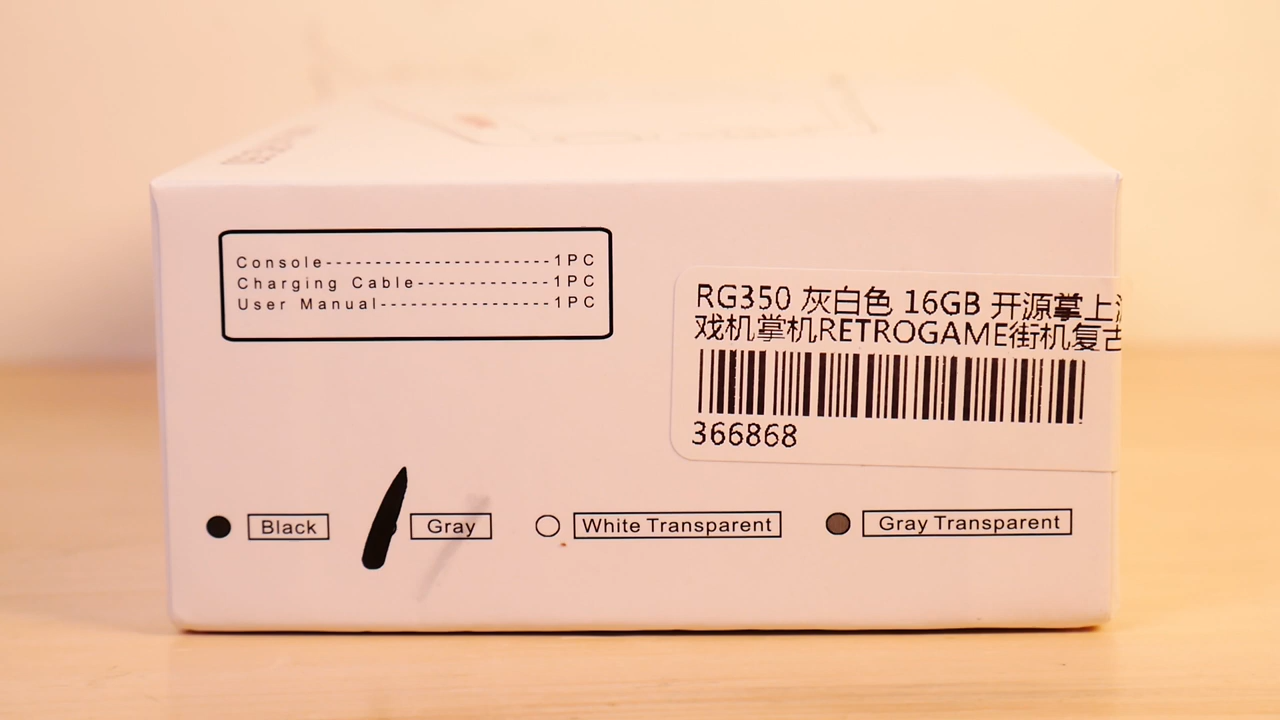 Console----------------------1PC
Charging Cable-------------1PC
User Manual-----------------1PC
RG350 灰白色 16GB 开源掌上
戏机掌机RETROGAME街机复古
366868
Black
Gray
White Transparent
Gray Transparent